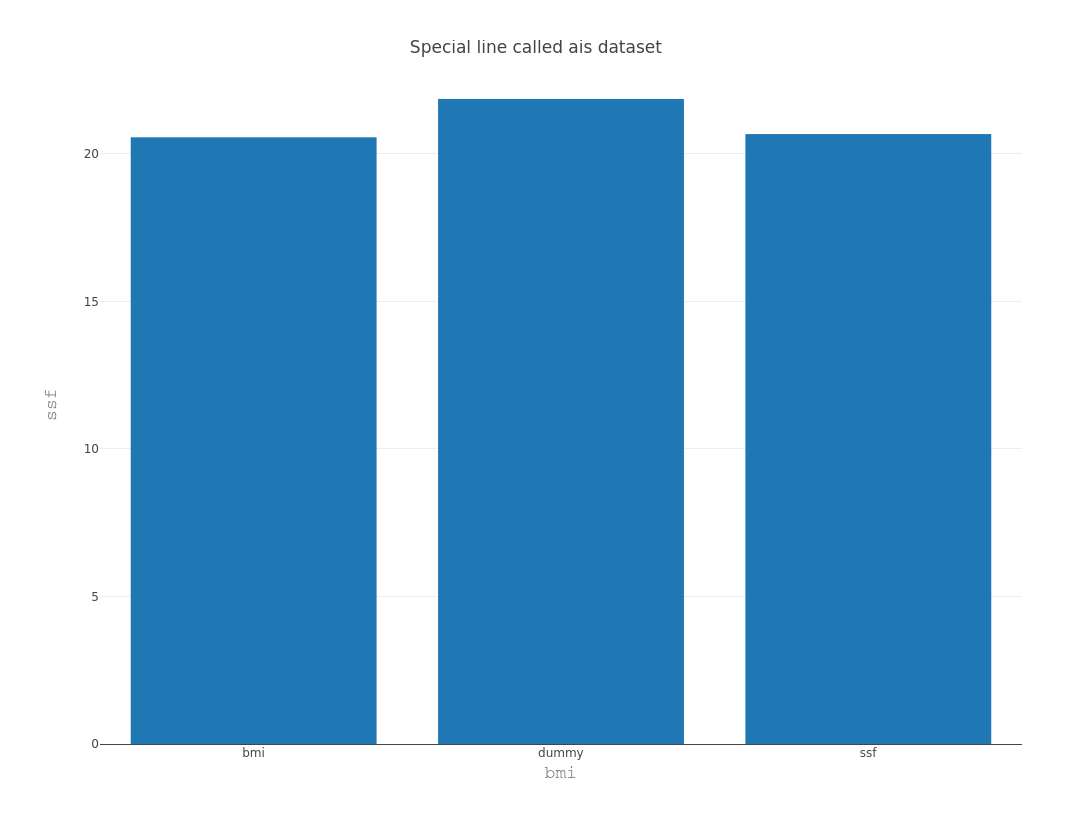 Special line called ais dataset
20
15
10
5
0
ssf
bmi
dummy
ssf
bmi